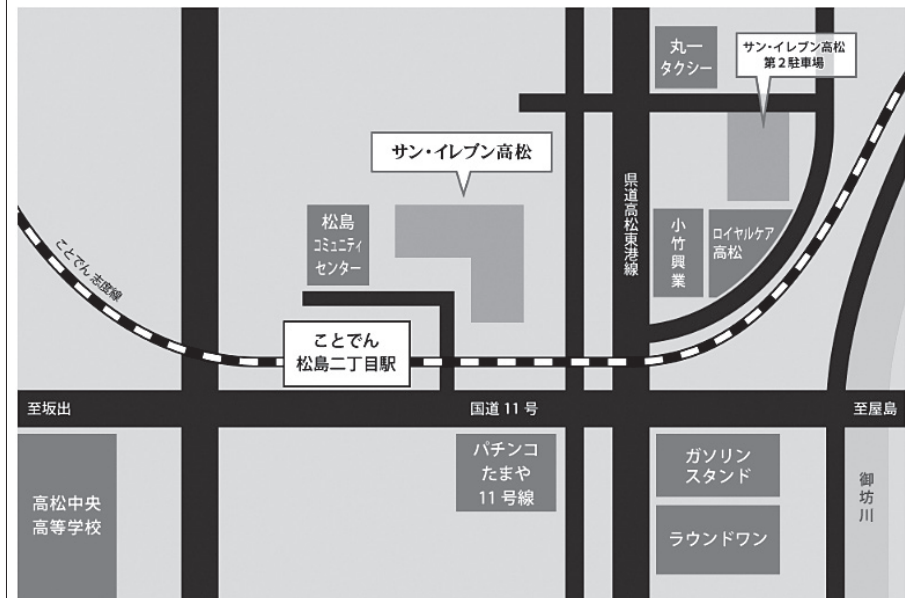 丸一
タクシー
サン・イレブン高松
第2駐車場
サン・イレブン高松
県道高松東港線
松島
コミュニティ
センター
小竹興業
ロイヤルケア
高松
ことでん 志度線
ことでん
松島二丁目駅
至坂出
国道11号
至屋島
高松中央
高等学校
パチンコ
たまや
11号線
ガソリン
スタンド
ラウンドワン
御坊川